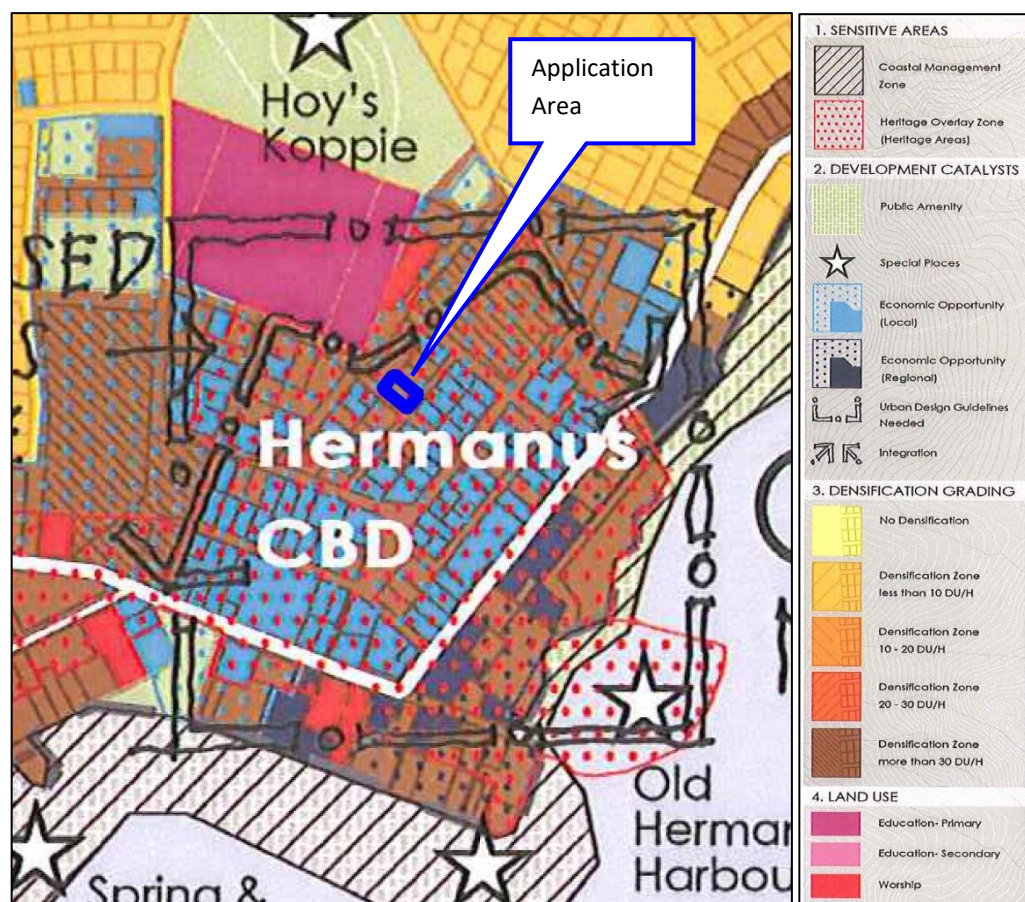 Application
Area
Hoy's
Koppie
SED
S
Hermanus
CBD
Old
Herman
Harbou
Spring &
1. SENSITIVE AREAS
Coastal Management
Zone
Heritage Overlay Zone
(Heritage Areas)
2. DEVELOPMENT CATALYSTS
Public Amenity
Special Places
Economic Opportunity
(Local)
Economic Opportunity
(Regional)
Urban Design Guidelines
Needed
Integration
3. DENSIFICATION GRADING
No Densification
Densification Zone
less than 10 DU/H
Densification Zone
10 - 20 DU/H
Densification Zone
20 - 30 DU/H
Densification Zone
more than 30 DU/H
4. LAND USE
Education- Primary
Education- Secondary
Worship